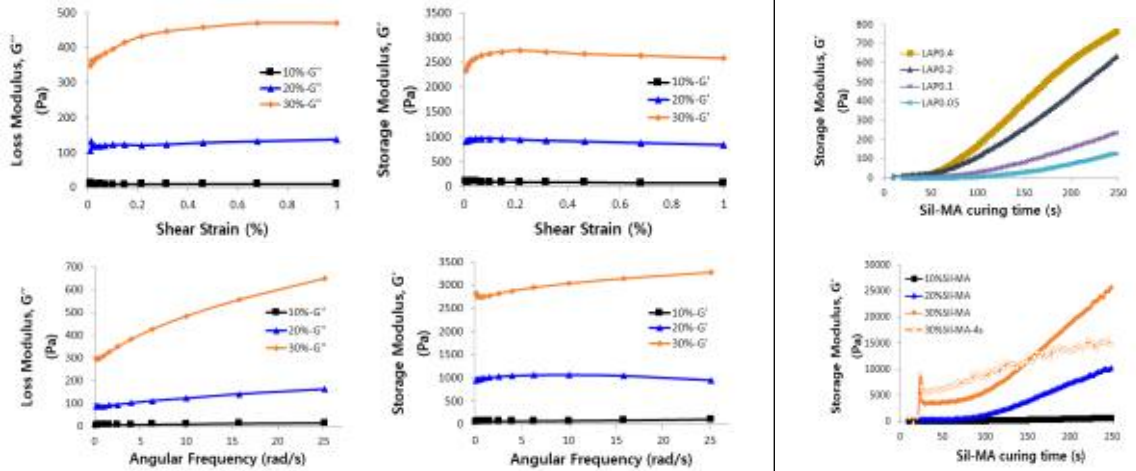 Loss Modulus, G''
(Pa)
500
400
300
200
100
0
10%-G''
20%-G''
30%-G''
0 0.2 0.4 0.6 0.8 1
Shear Strain (%)
Storage Modulus, G'
(Pa)
3500
3000
2500
2000
1500
1000
500
0
10%-G'
20%-G'
30%-G'
0 0.2 0.4 0.6 0.8 1
Shear Strain (%)
Storage Modulus, G'
(Pa)
800
700
600
500
400
300
200
100
0
LAP0.4
LAP0.2
LAP0.1
LAP0.05
0 50 100 150 200 250
Sil-MA curing time (s)
Loss Modulus, G''
(Pa)
700
600
500
400
300
200
100
0
10%-G''
20%-G''
30%-G''
0 5 10 15 20 25
Angular Frequency (rad/s)
Storage Modulus, G'
(Pa)
3500
3000
2500
2000
1500
1000
500
0
10%-G'
20%-G'
30%-G'
0 5 10 15 20 25
Angular Frequency (rad/s)
Storage Modulus, G'
(Pa)
30000
25000
20000
15000
10000
5000
0
10%Sil-MA
20%Sil-MA
30%Sil-MA
30%Sil-MA-4s
0 50 100 150 200 250
Sil-MA curing time (s)